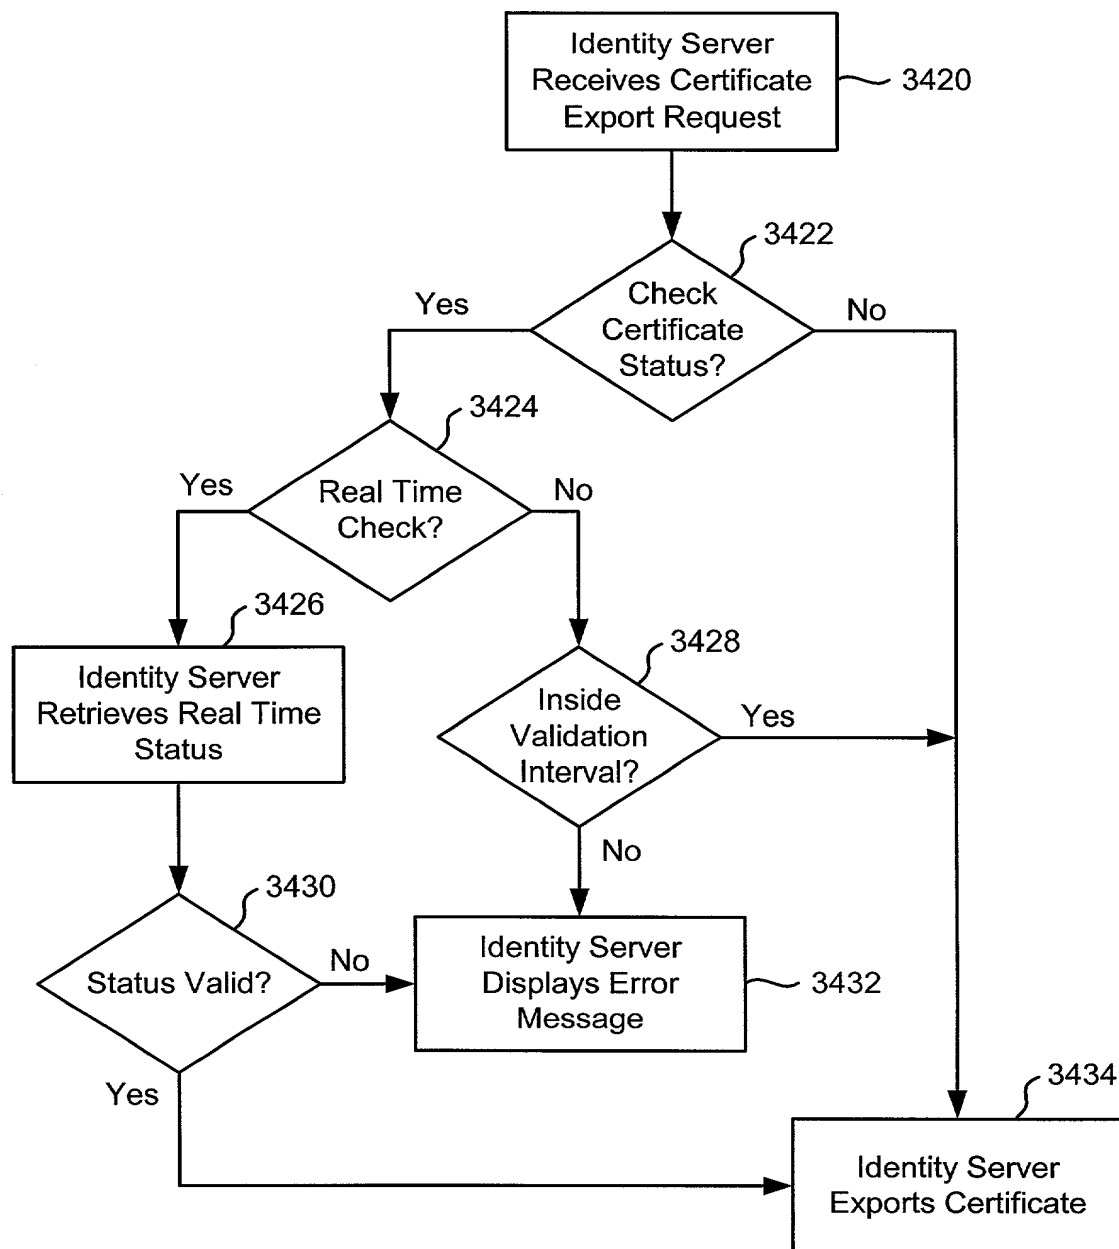 Identity Server
Receives Certificate
Export Request
3420
3422
Check
Certificate
Status?
Yes
No
3424
Real Time
Check?
Yes
No
3426
Identity Server
Retrieves Real Time
Status
3428
Inside
Validation
Interval?
Yes
No
3430
Status Valid?
No
Yes
Identity Server
Displays Error
Message
3432
3434
Identity Server
Exports Certificate